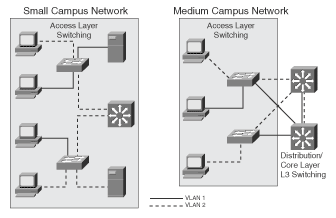 Small Campus Network
Access Layer
Switching
Medium Campus Network
Access Layer
Switching
Distribution/
Core Layer
L3 Switching
VLAN 1
VLAN 2